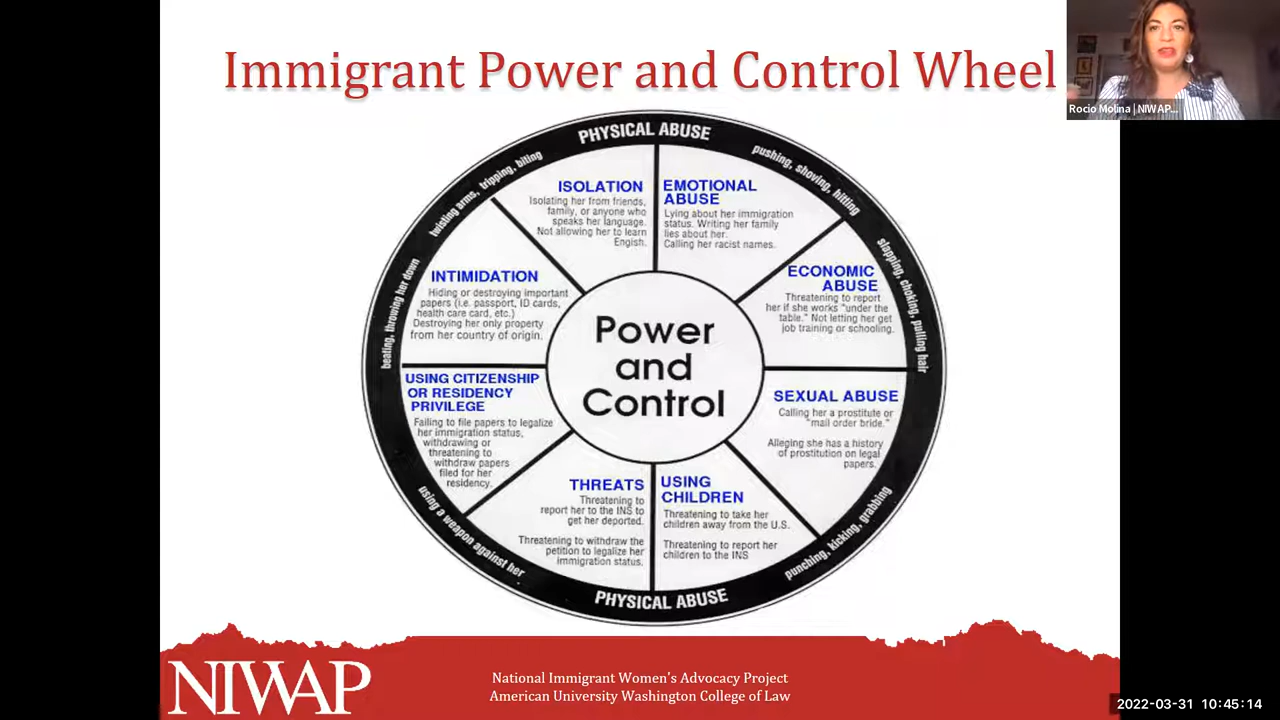 Immigrant Power and Control Wheel
Rocio Molina | NIWAP...
PHYSICAL ABUSE
pushing, shoving, hitting
slapping, choking, pulling hair
punching, kicking, grabbing
PHYSICAL ABUSE
using a weapon against her
beating, throwing her down
twisting arms, tripping, biting
ISOLATION
Isolating her from friends,
family, or anyone who
speaks her language.
Not allowing her to learn
Engish.
EMOTIONAL
ABUSE
Lying about her immigration
status. Writing her family
lies about her.
Calling her racist names.
ECONOMIC
ABUSE
Threatening to report
her if she works "under the
table." Not letting her get
job training or schooling.
SEXUAL ABUSE
Calling her a prostitute or
"mail order bride."
Alleging she has a history
of prostitution on legal
papers.
USING
CHILDREN
Threatening to take her
children away from the U.S.
Threatening to report her
children to the INS
THREATS
Threatening to
report her to the INS to
get her deported.
Threatening to withdraw the
petition to legalize her
immigration status.
USING CITIZENSHIP
OR RESIDENCY
PRIVILEGE
Failing to file papers to legalize
her immigration status,
withdrawing or
threatening to
withdraw papers
filed for her
residency.
INTIMIDATION
Hiding or destroying important
papers (i.e. passport, ID cards,
health care card, etc.)
Destroying her only property
from her country of origin.
Power
and
Control
NIWAP
National Immigrant Women's Advocacy Project
American University Washington College of Law
2022-03-31 10:45:14